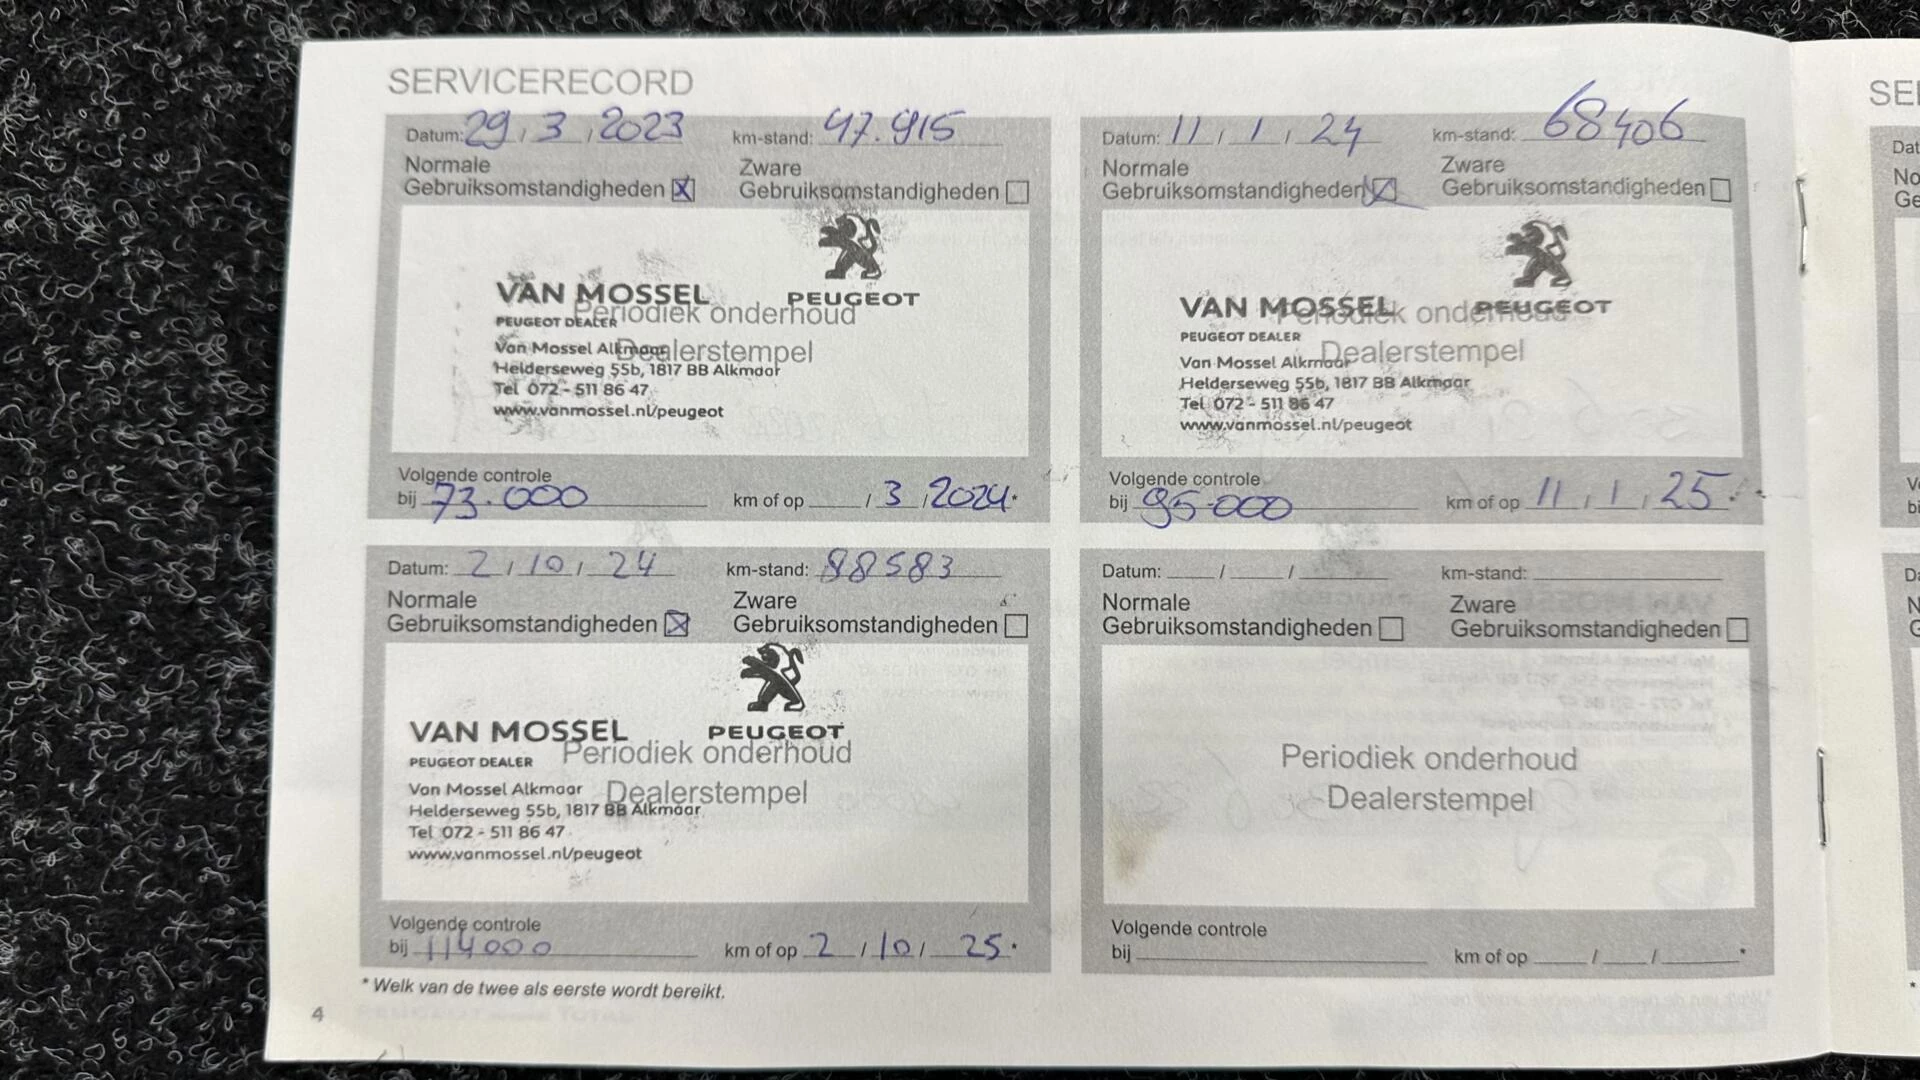 SERVICERECORD
Datum: 29 / 3 / 2023 km-stand: 47.915
Normale Zware
Gebruiksomstandigheden Gebruiksomstandigheden
PEUGEOT
VAN MOSSEL
Periodiek onderhoud
PEUGEOT DEALER
Dealerstempel
Van Mossel Alkmaar
Helderseweg 55b, 1817 BB Alkmaar
Tel 072 - 511 86 47
www.vanmossel.nl/peugeot
Volgende controle
bij 73.000 km of op / 3 / 2024 *
Datum: 11 / 1 / 24 km-stand: 68406
Normale Zware
Gebruiksomstandigheden Gebruiksomstandigheden
PEUGEOT
VAN MOSSEL
Periodiek onderhoud
PEUGEOT DEALER
Dealerstempel
Van Mossel Alkmaar
Helderseweg 55b, 1817 BB Alkmaar
Tel 072 - 511 86 47
www.vanmossel.nl/peugeot
Volgende controle
bij 95.000 km of op 11 / 1 / 25 *
Datum: 2 / 10 / 24 km-stand: 88583
Normale Zware
Gebruiksomstandigheden Gebruiksomstandigheden
PEUGEOT
VAN MOSSEL
Periodiek onderhoud
PEUGEOT DEALER
Dealerstempel
Van Mossel Alkmaar
Helderseweg 55b, 1817 BB Alkmaar
Tel 072 - 511 86 47
www.vanmossel.nl/peugeot
Volgende controle
bij 114000 km of op 2 / 10 / 25 *
Datum: / / km-stand:
Normale Zware
Gebruiksomstandigheden Gebruiksomstandigheden
Periodiek onderhoud
Dealerstempel
Volgende controle
bij km of op / / *
* Welk van de twee als eerste wordt bereikt.
4